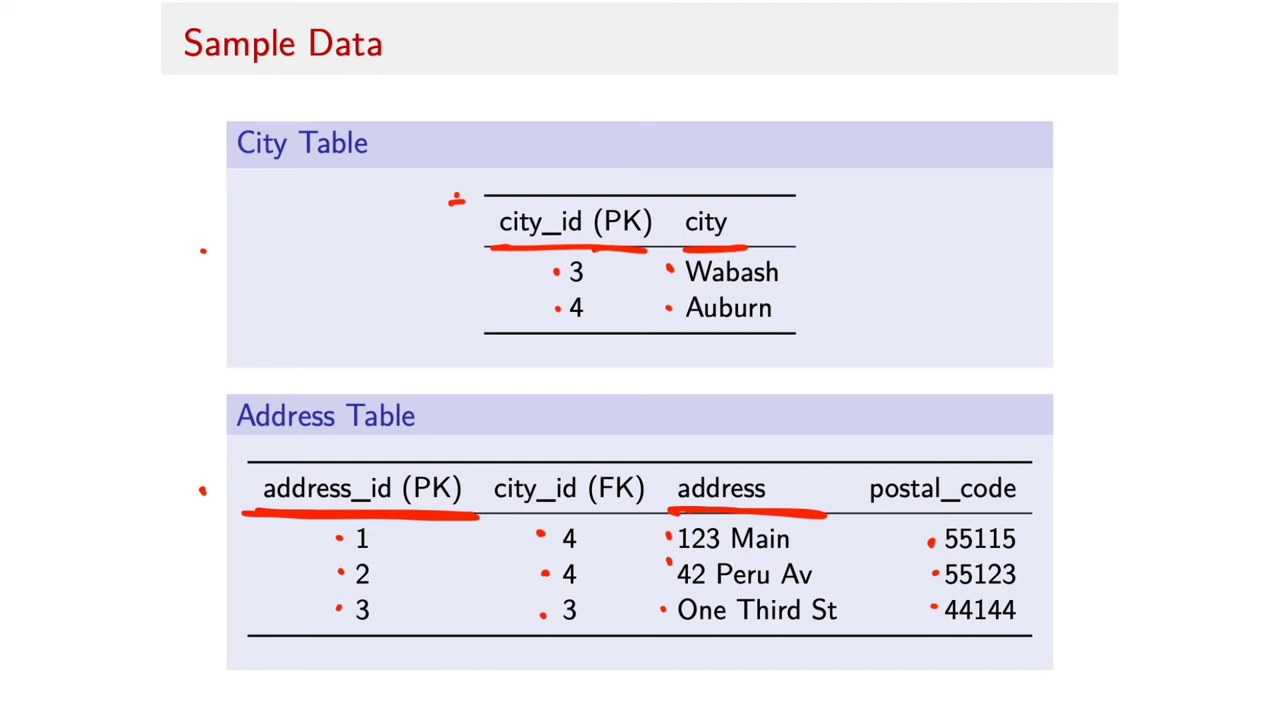 Sample Data
City Table
city_id (PK) city
3 Wabash
4 Auburn
Address Table
address_id (PK) city_id (FK) address postal_code
1 4 123 Main 55115
2 4 42 Peru Av 55123
3 3 One Third St 44144